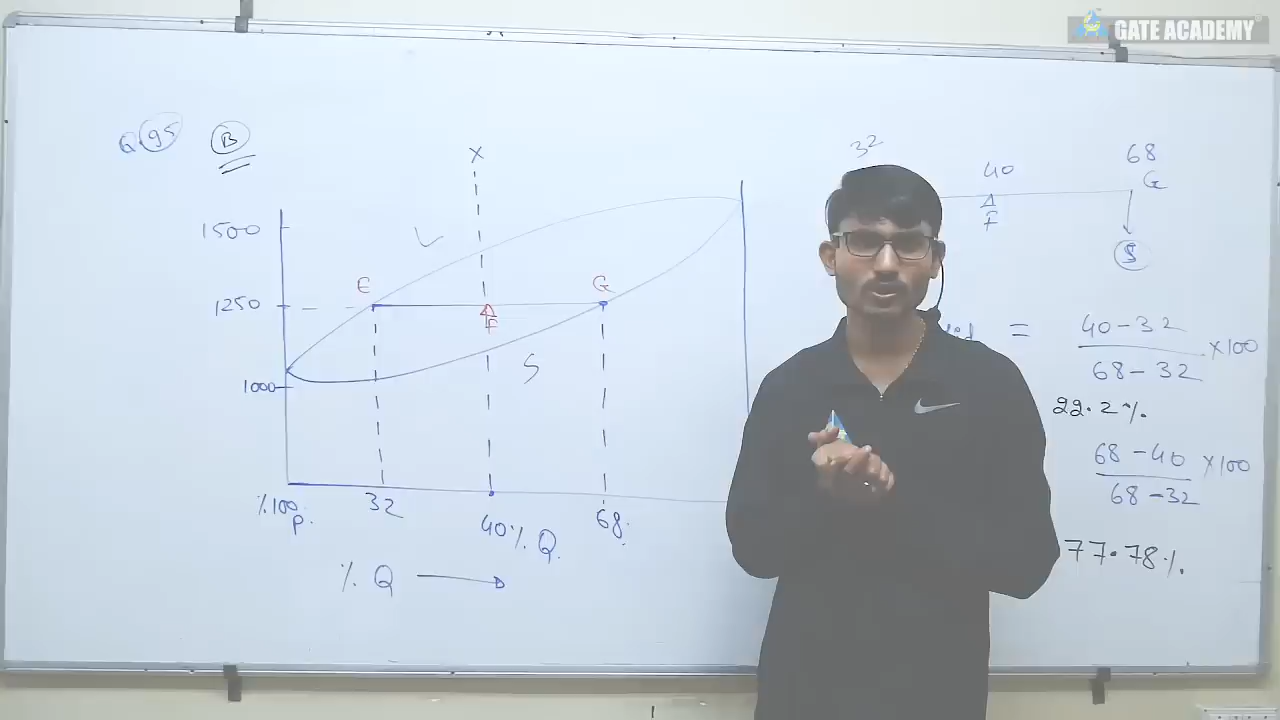 GATE ACADEMY
Q 95 B
X
1500
1250
1000
L
E
G
F
S
% 100 P.
32
40% Q.
68.
% Q
32
40
68
F
G
S
= 40-32 / 68-32 ×100
22.2%.
68-40 / 68-32 ×100
77.78%.